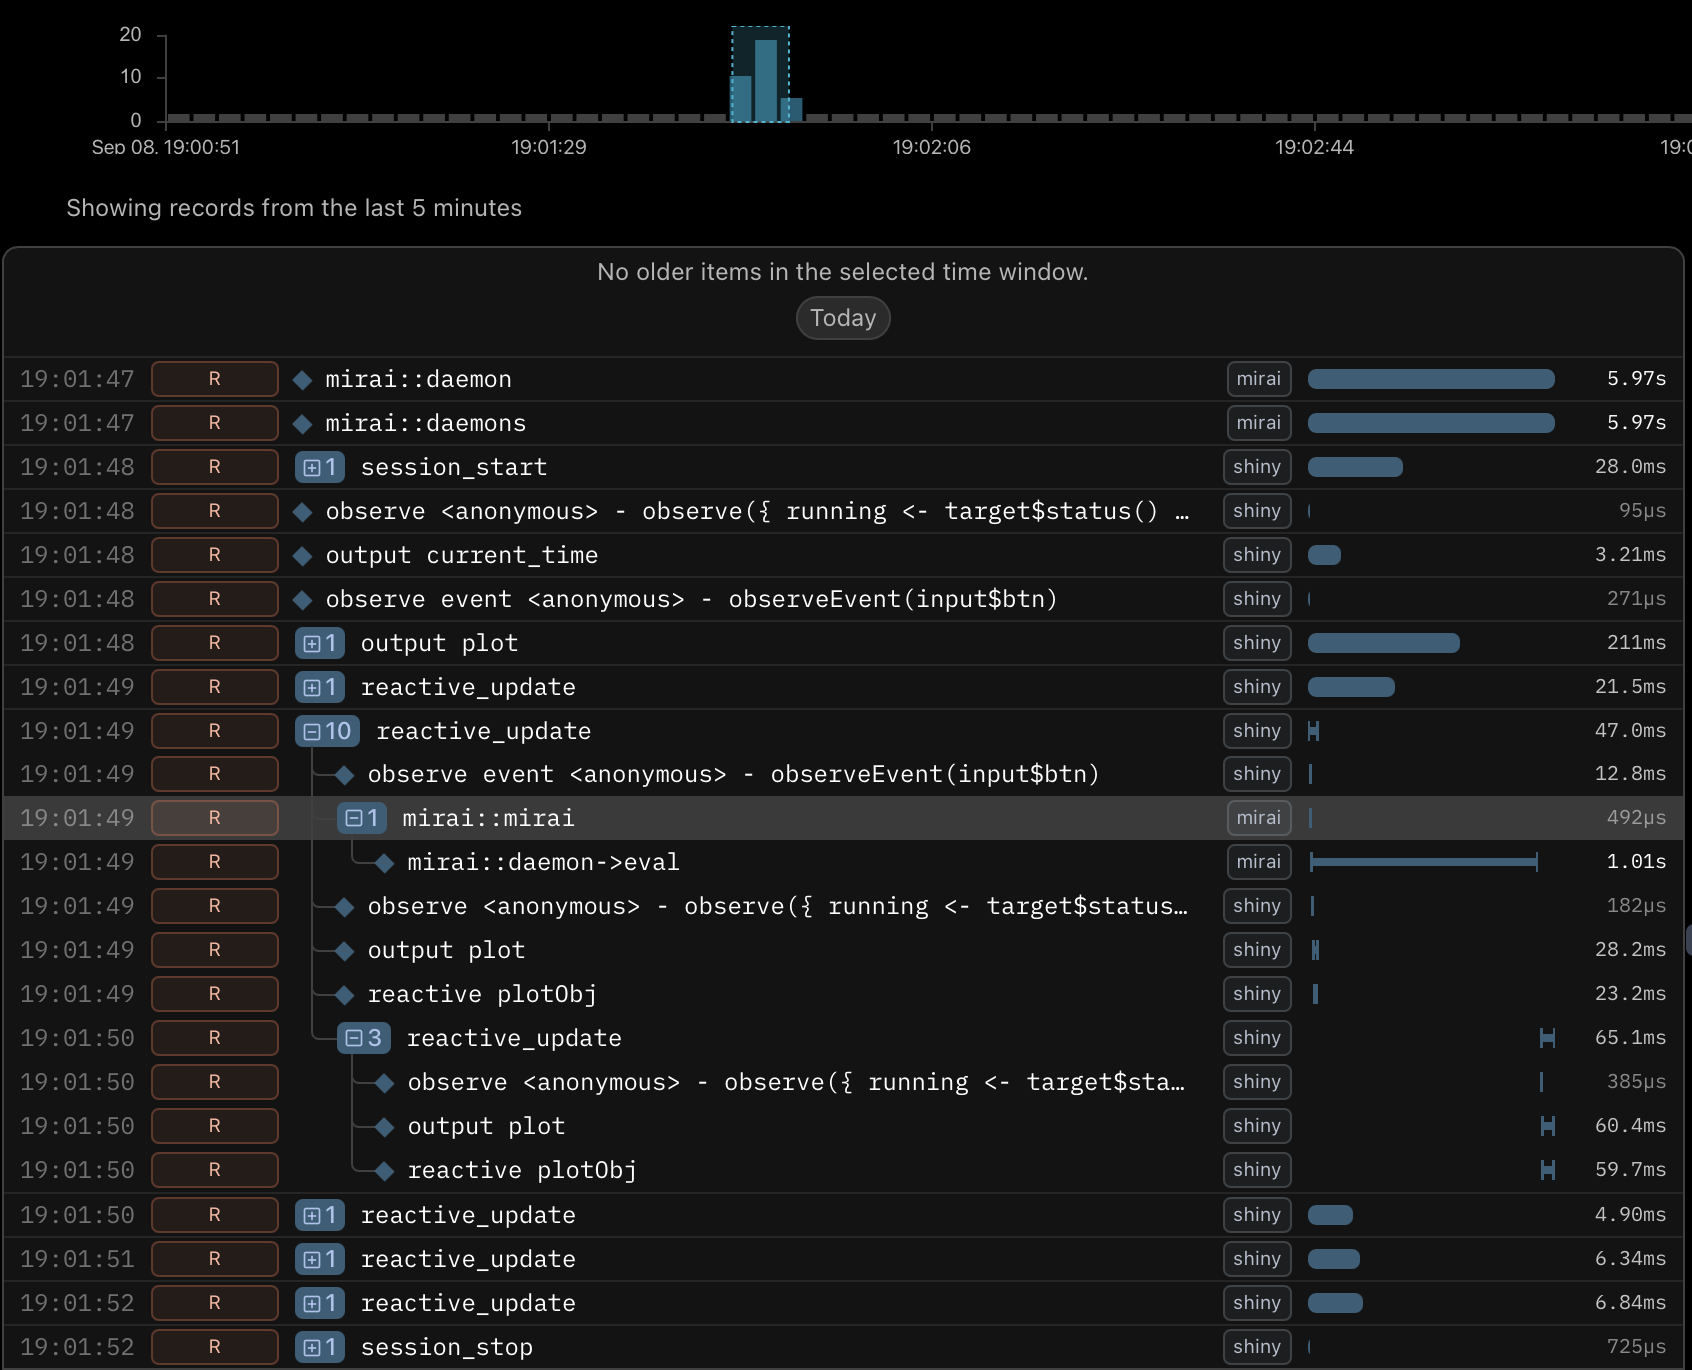 20
10
0
Sep 08, 19:00:51 19:01:29 19:02:06 19:02:44 19:0
Showing records from the last 5 minutes
No older items in the selected time window.
Today
19:01:47 R mirai::daemon mirai 5.97s
19:01:47 R mirai::daemons mirai 5.97s
19:01:48 R 1 session_start shiny 28.0ms
19:01:48 R observe <anonymous> - observe({ running <- target$status() … shiny 95µs
19:01:48 R output current_time shiny 3.21ms
19:01:48 R observe event <anonymous> - observeEvent(input$btn) shiny 271µs
19:01:48 R 1 output plot shiny 211ms
19:01:49 R 1 reactive_update shiny 21.5ms
19:01:49 R 10 reactive_update shiny 47.0ms
19:01:49 R observe event <anonymous> - observeEvent(input$btn) shiny 12.8ms
19:01:49 R 1 mirai::mirai mirai 492µs
19:01:49 R mirai::daemon->eval mirai 1.01s
19:01:49 R observe <anonymous> - observe({ running <- target$status… shiny 182µs
19:01:49 R output plot shiny 28.2ms
19:01:49 R reactive plotObj shiny 23.2ms
19:01:50 R 3 reactive_update shiny 65.1ms
19:01:50 R observe <anonymous> - observe({ running <- target$sta… shiny 385µs
19:01:50 R output plot shiny 60.4ms
19:01:50 R reactive plotObj shiny 59.7ms
19:01:50 R 1 reactive_update shiny 4.90ms
19:01:51 R 1 reactive_update shiny 6.34ms
19:01:52 R 1 reactive_update shiny 6.84ms
19:01:52 R 1 session_stop shiny 725µs